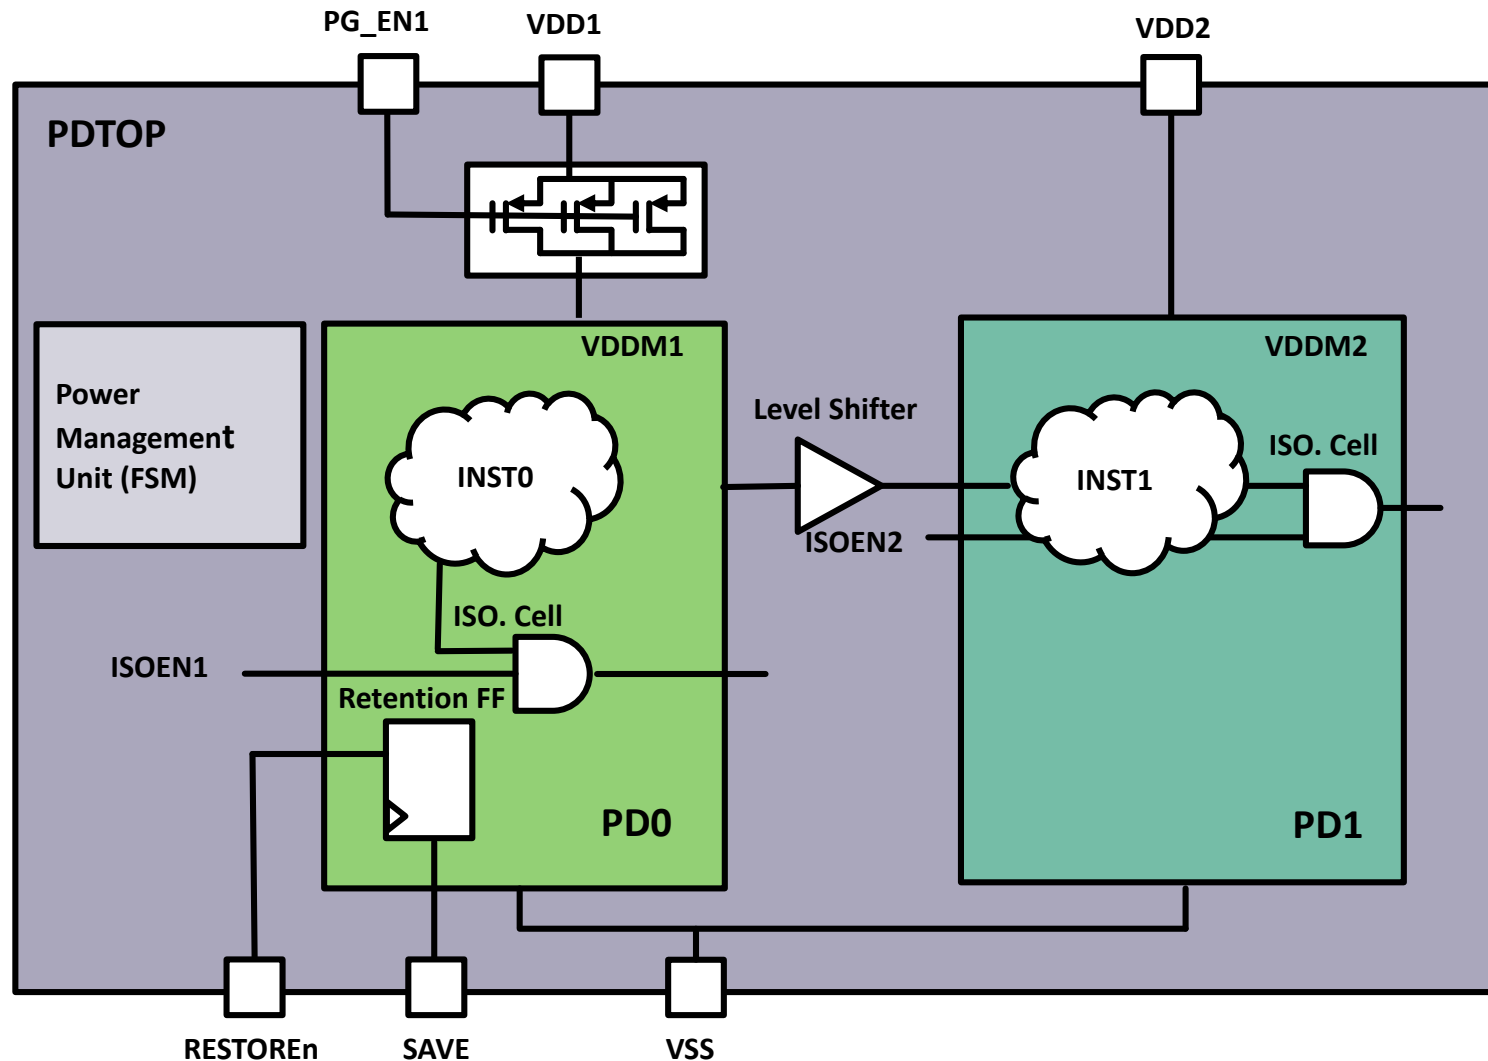 PG_EN1
VDD1
VDD2
PDTOP
VDDM1
VDDM2
Power
Management
Unit (FSM)
Level Shifter
ISO. Cell
INST0
INST1
ISOEN2
ISO. Cell
ISOEN1
Retention FF
PD0
PD1
RESTOREn
SAVE
VSS